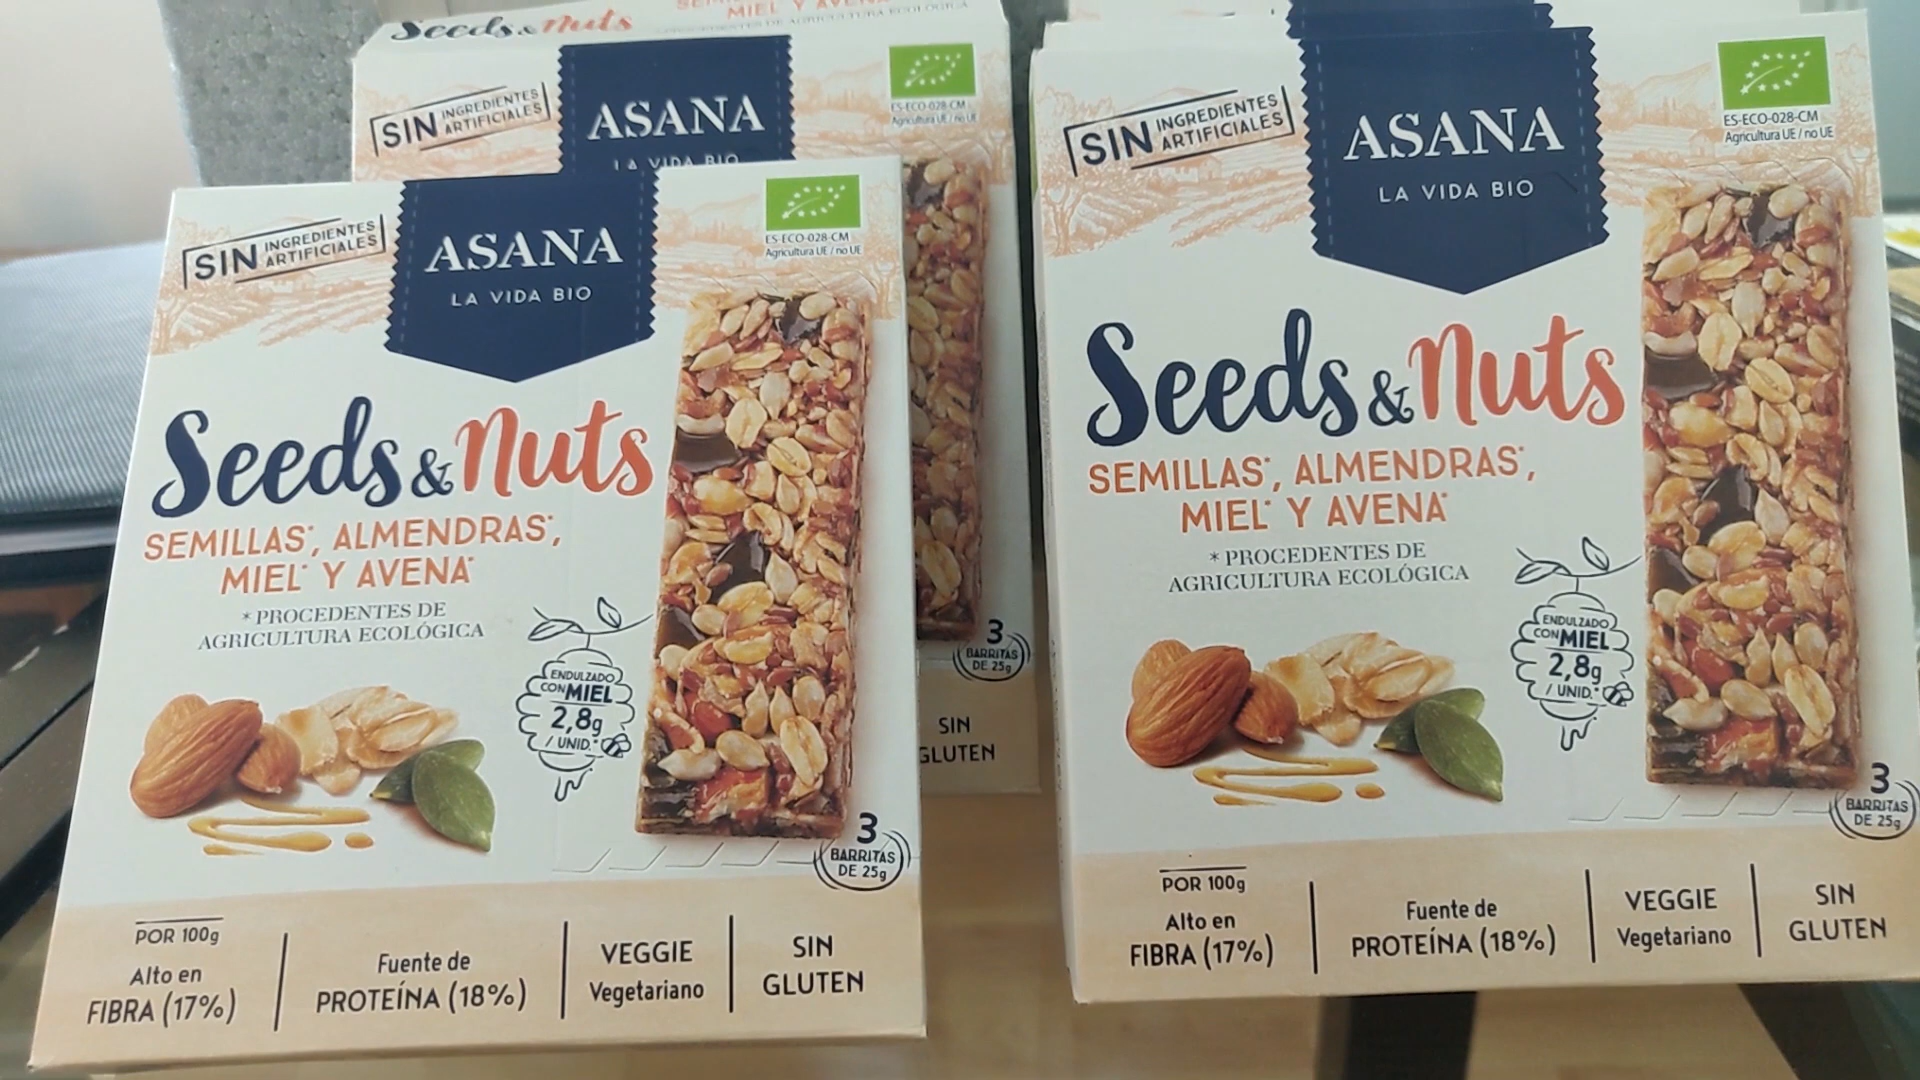 Seeds & Nuts
MIEL Y AVENA
SIN INGREDIENTES
ARTIFICIALES
ASANA
LA VIDA BIO
ES-ECO-028-CM
Agricultura UE / no UE
3
BARRITAS
DE 25g
SIN
GLUTEN
SIN INGREDIENTES
ARTIFICIALES
ASANA
LA VIDA BIO
ES-ECO-028-CM
Agricultura UE / no UE
Seeds & Nuts
SEMILLAS*, ALMENDRAS*,
MIEL* Y AVENA*
* PROCEDENTES DE
AGRICULTURA ECOLÓGICA
ENDULZADO
CON MIEL
2,8g
/ UNID.*
3
BARRITAS
DE 25g
POR 100g
Alto en
FIBRA (17%)
Fuente de
PROTEÍNA (18%)
VEGGIE
Vegetariano
SIN
GLUTEN
SIN INGREDIENTES
ARTIFICIALES
ASANA
LA VIDA BIO
ES-ECO-028-CM
Agricultura UE / no UE
Seeds & Nuts
SEMILLAS*, ALMENDRAS*,
MIEL* Y AVENA*
* PROCEDENTES DE
AGRICULTURA ECOLÓGICA
ENDULZADO
CON MIEL
2,8g
/ UNID.*
3
BARRITAS
DE 25g
POR 100g
Alto en
FIBRA (17%)
Fuente de
PROTEÍNA (18%)
VEGGIE
Vegetariano
SIN
GLUTEN